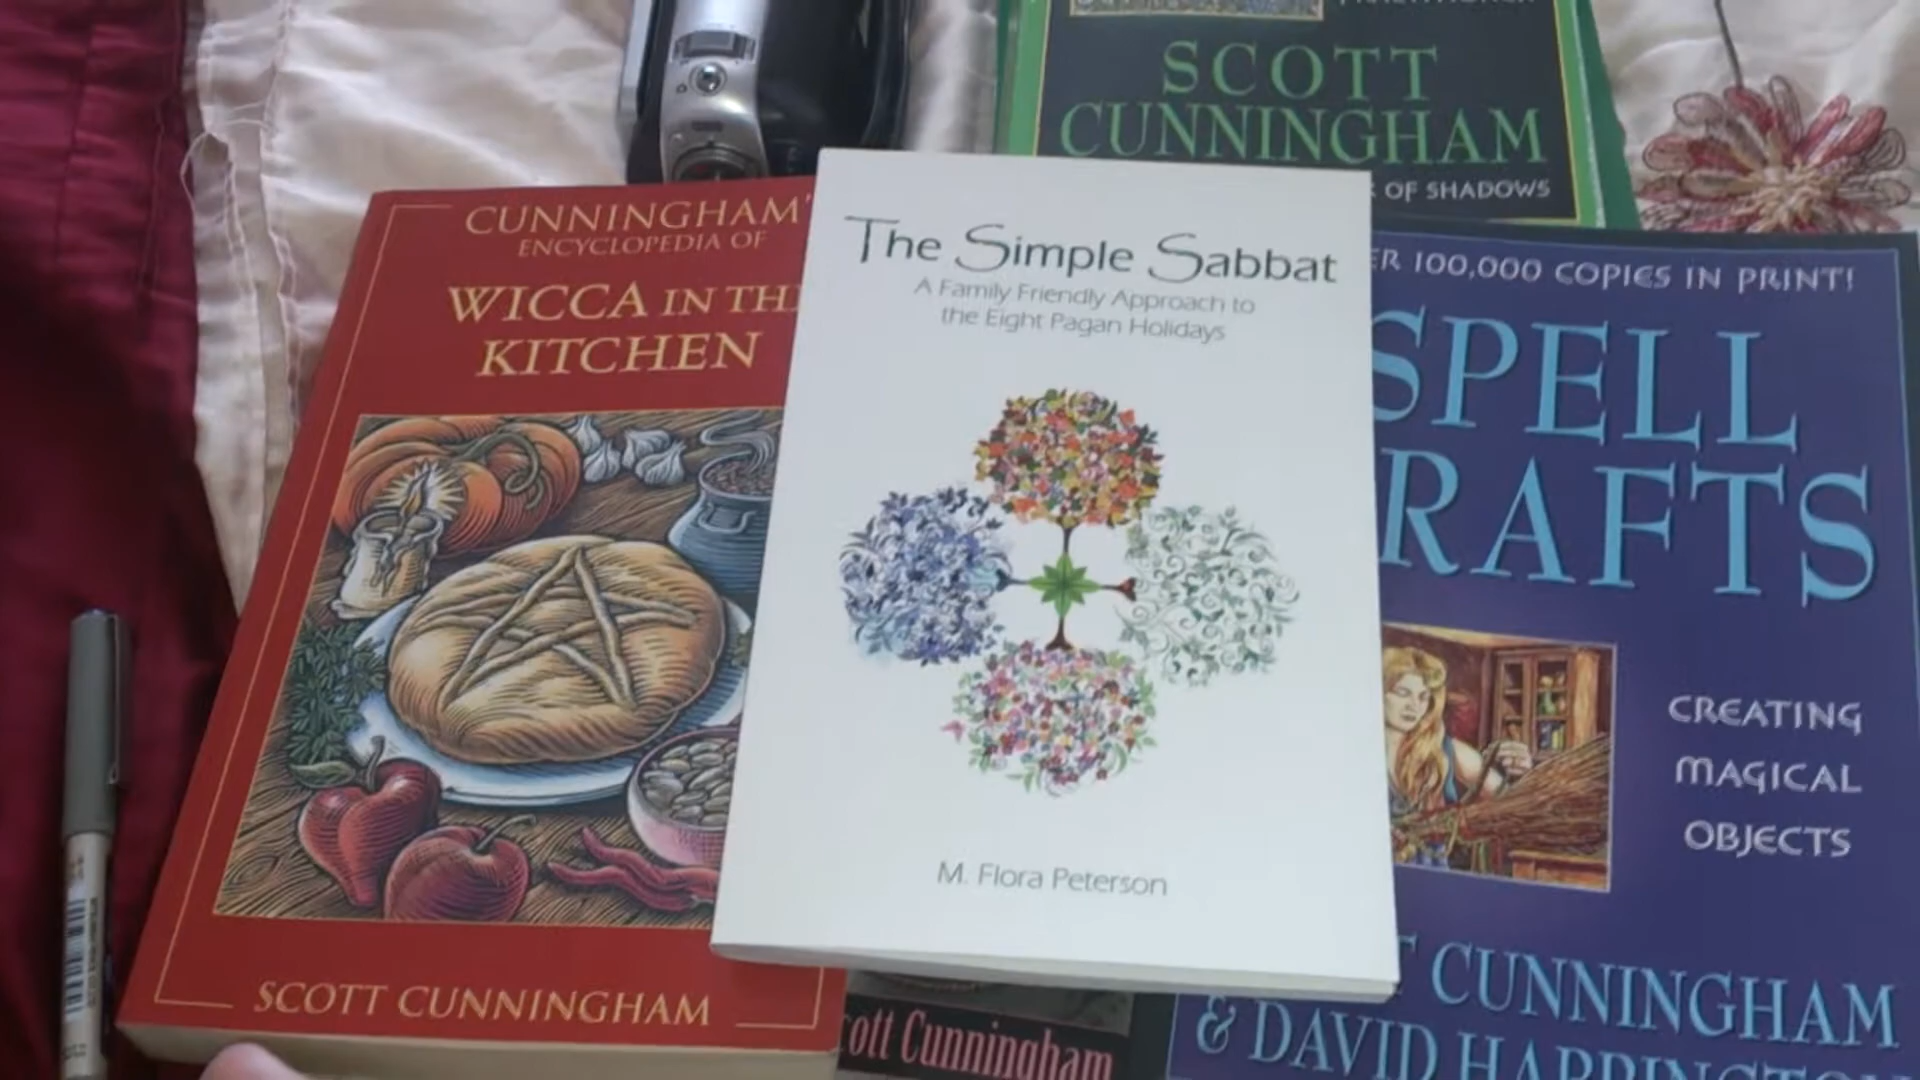 SCOTT
CUNNINGHAM
OF SHADOWS
CUNNINGHAM'
ENCYCLOPEDIA OF
WICCA IN TH
KITCHEN
SCOTT CUNNINGHAM
The Simple Sabbat
A Family Friendly Approach to
the Eight Pagan Holidays
M. Flora Peterson
ER 100,000 COPIES IN PRINT!
SPELL
RAFTS
CREATING
MAGICAL
OBJECTS
T CUNNINGHAM
& DAVID HARRINGTON
ott Cunningham